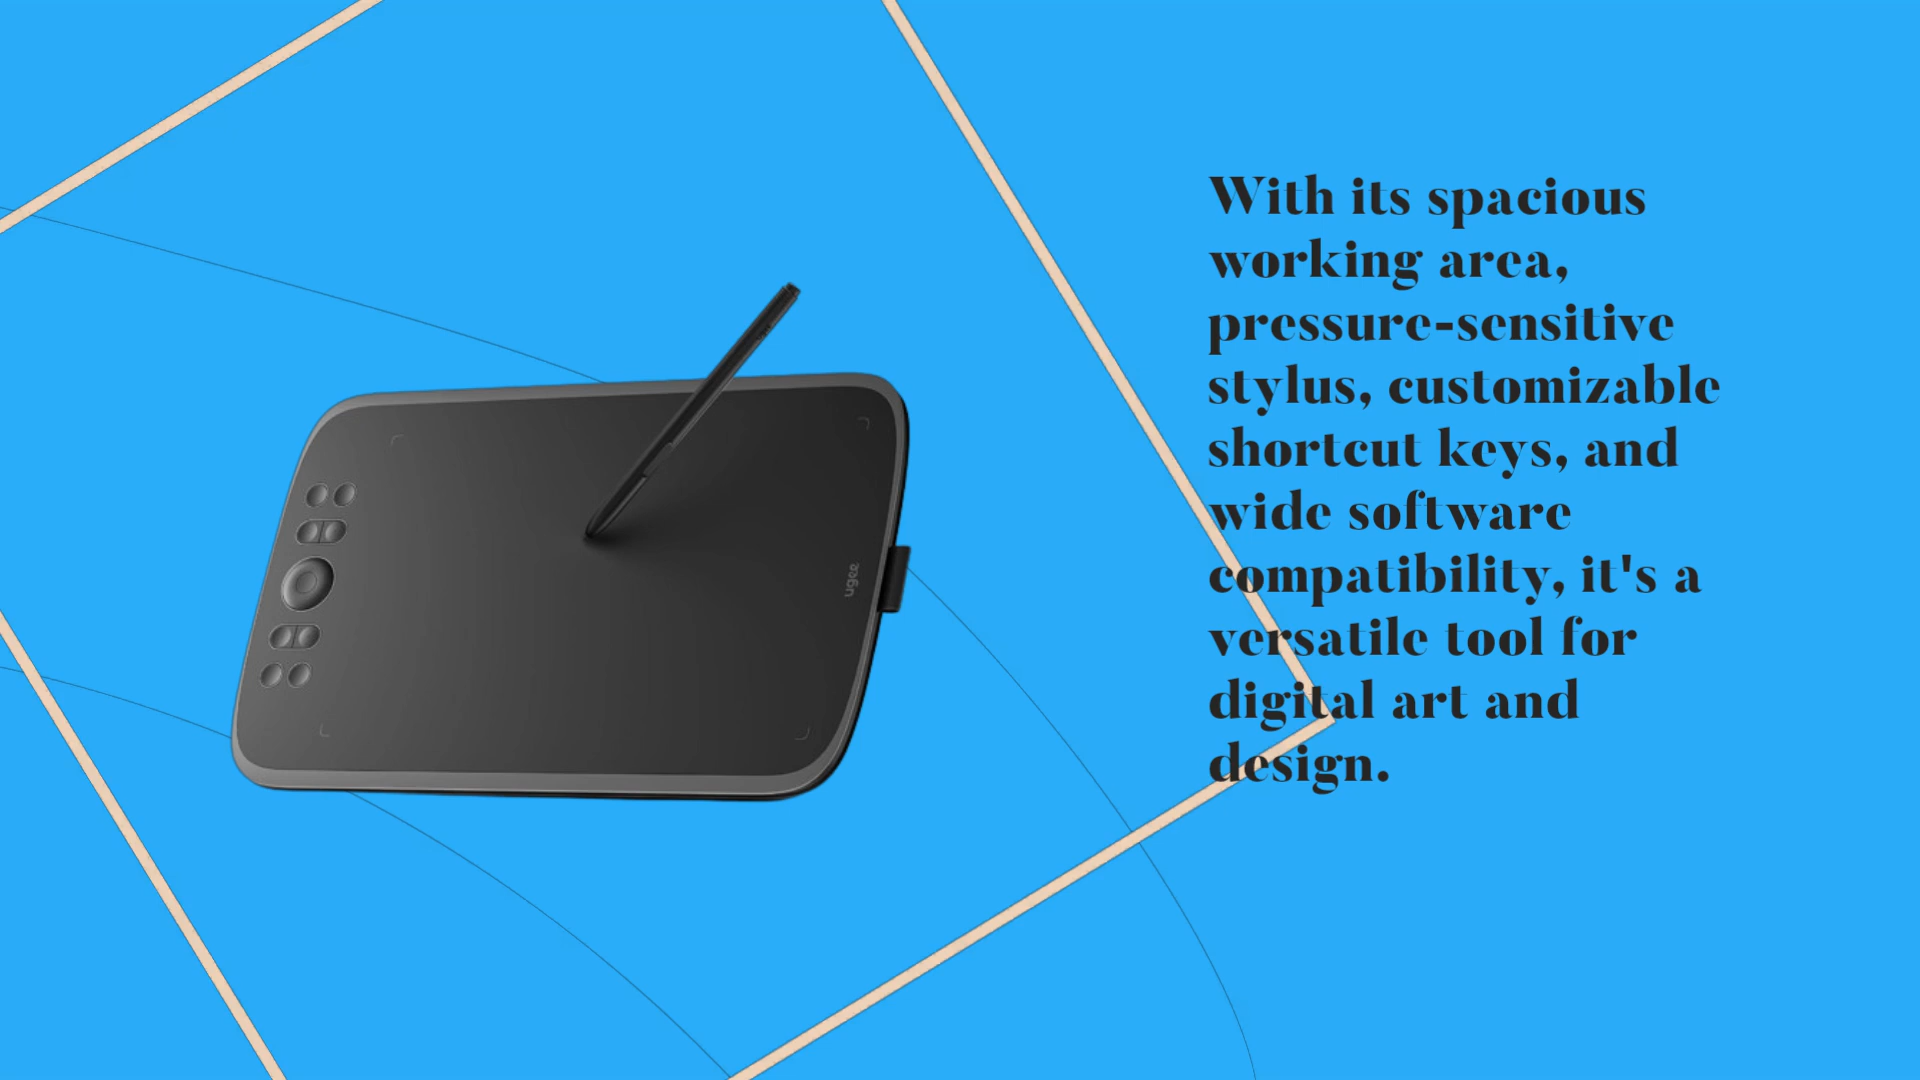 With its spacious
working area,
pressure-sensitive
stylus, customizable
shortcut keys, and
wide software
compatibility, it's a
versatile tool for
digital art and
design.
ugee